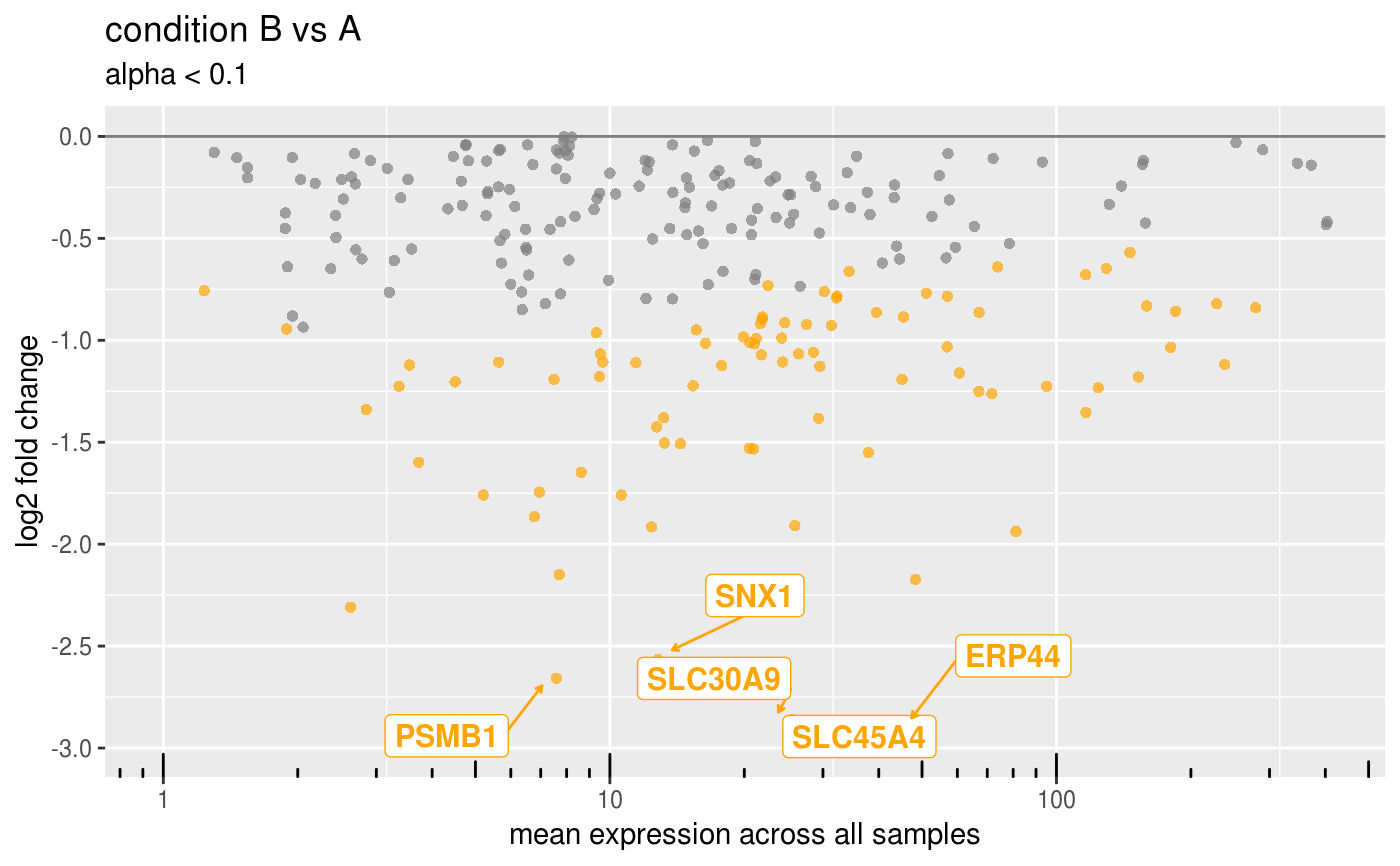 condition B vs A
alpha < 0.1
log2 fold change
0.0
-0.5
-1.0
-1.5
-2.0
-2.5
-3.0
SNX1
ERP44
SLC30A9
PSMB1
SLC45A4
1 10 100
mean expression across all samples